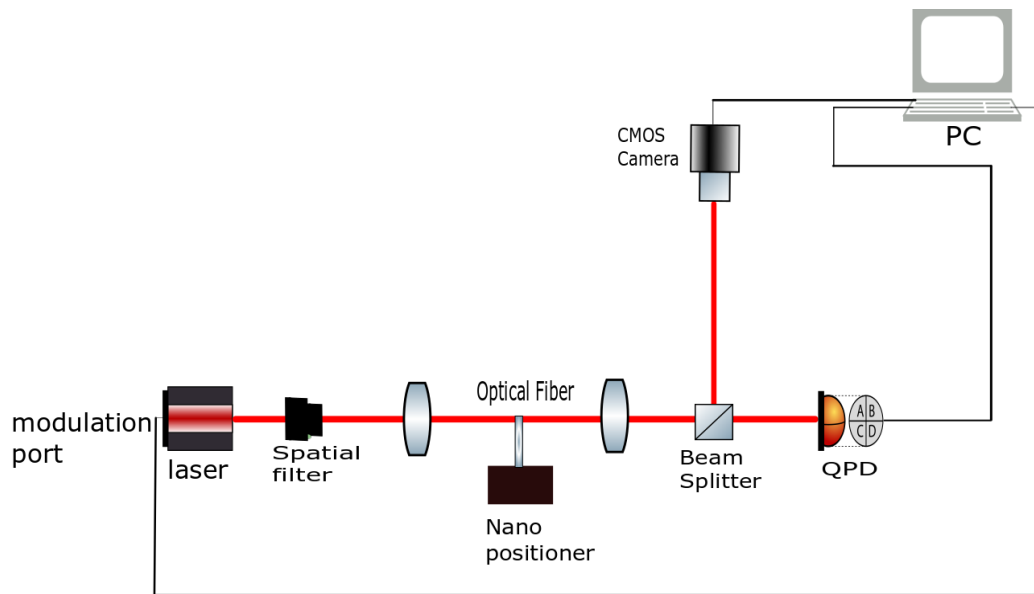 PC
CMOS
Camera
Optical Fiber
modulation
port
laser
Spatial
filter
Nano
positioner
Beam
Splitter
A B
C D
QPD